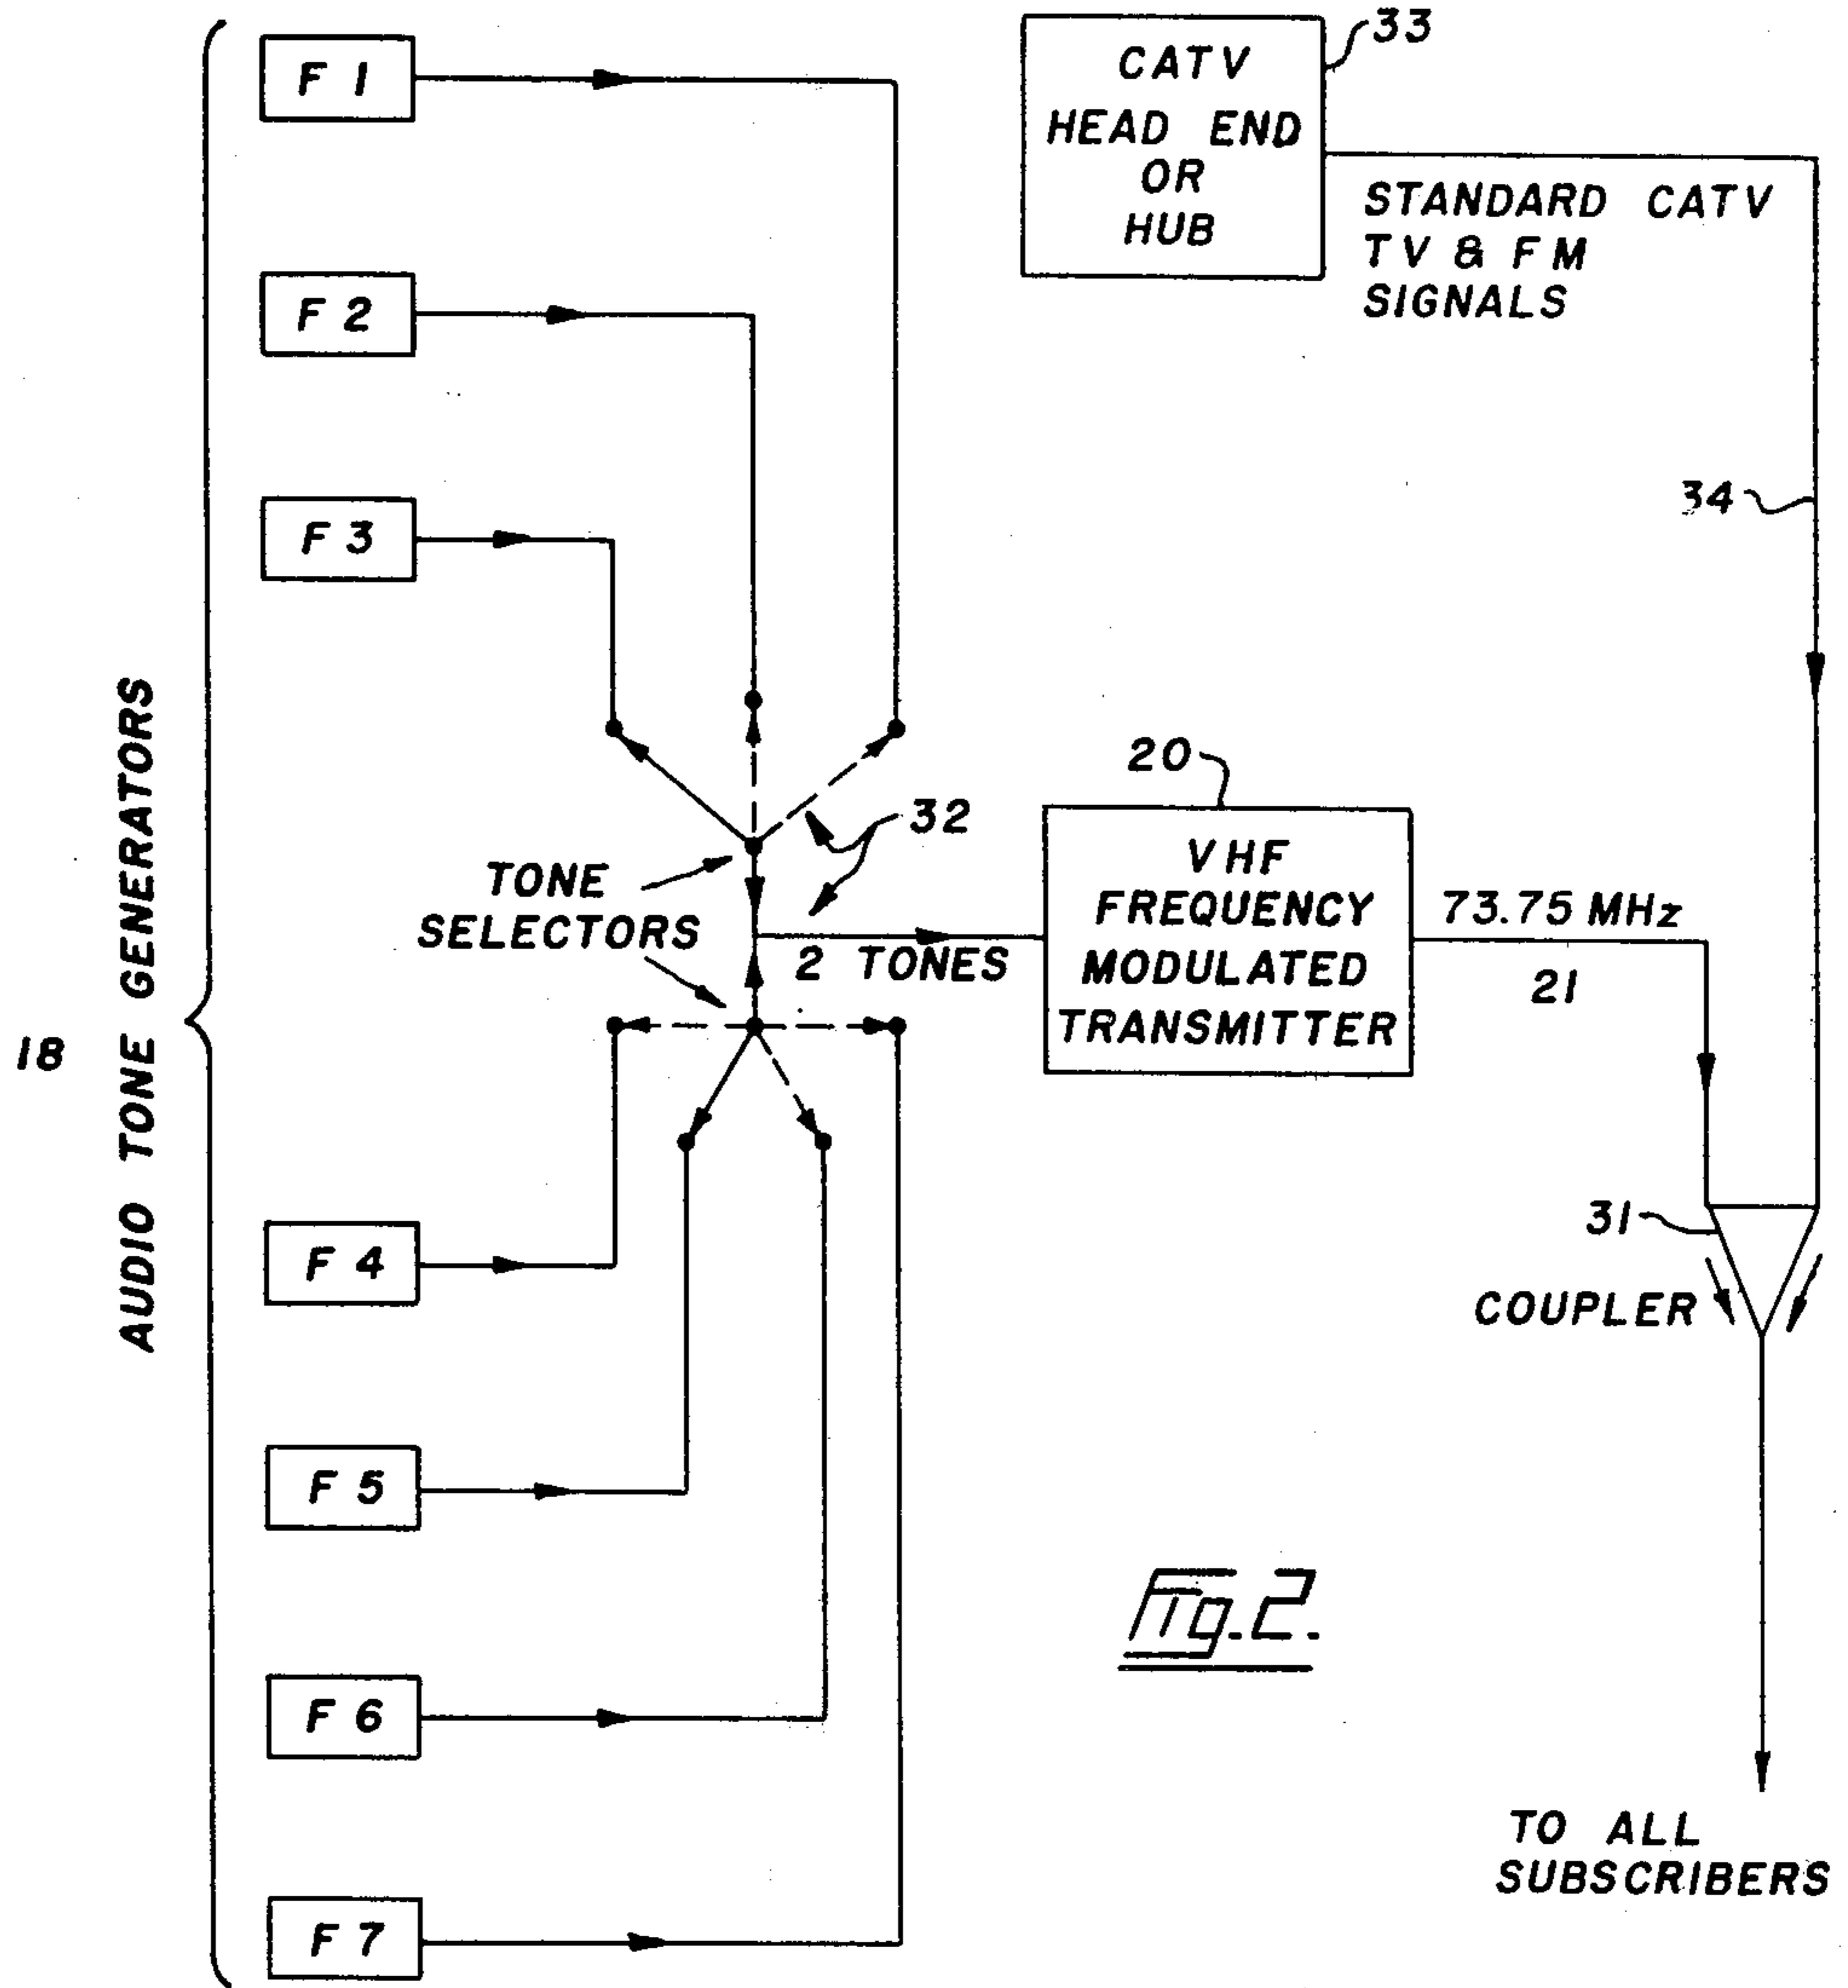 18
AUDIO TONE GENERATORS
F 1
F 2
F 3
F 4
F 5
F 6
F 7
TONE
SELECTORS
32
2 TONES
20
VHF
FREQUENCY
MODULATED
TRANSMITTER
73.75 MHz
21
33
CATV
HEAD END
OR
HUB
STANDARD CATV
TV & FM
SIGNALS
34
31
COUPLER
TO ALL
SUBSCRIBERS
Fig. 2.